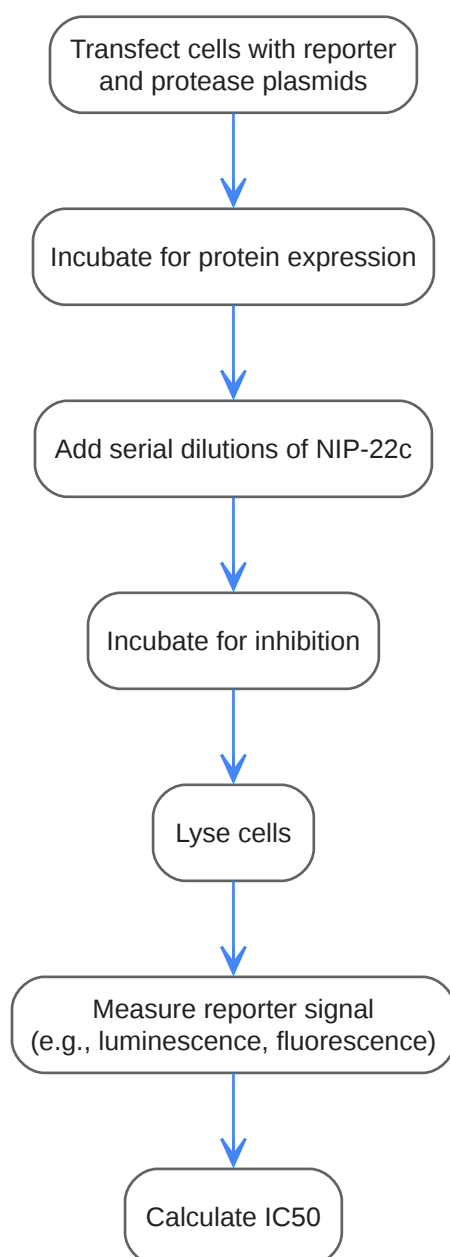 Transfect cells with reporter
and protease plasmids
Incubate for protein expression
Add serial dilutions of NIP-22c
Incubate for inhibition
Lyse cells
Measure reporter signal
(e.g., luminescence, fluorescence)
Calculate IC50